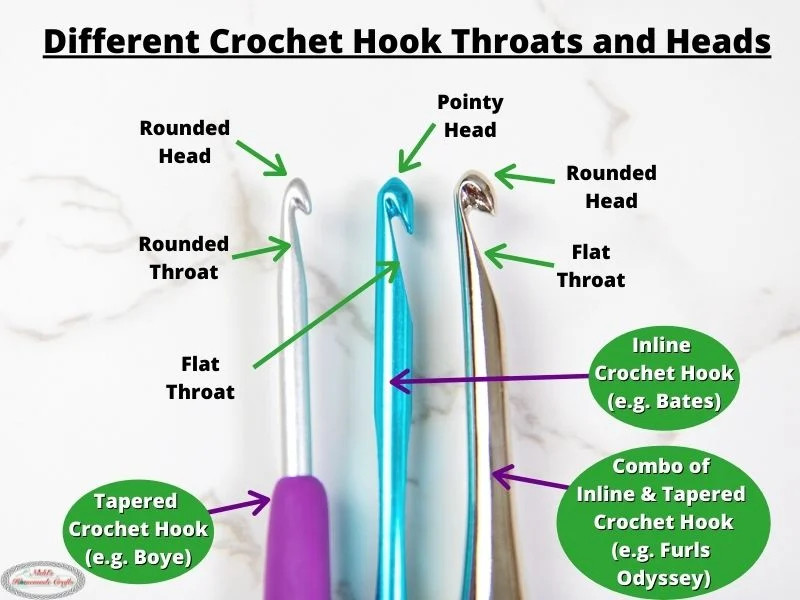 Different Crochet Hook Throats and Heads
Pointy
Head
Rounded
Head
Rounded
Head
Rounded
Throat
Flat
Throat
Flat
Throat
Inline
Crochet Hook
(e.g. Bates)
Combo of
Inline & Tapered
Crochet Hook
(e.g. Furls
Odyssey)
Tapered
Crochet Hook
(e.g. Boye)
Nicki's
Homemade Crafts